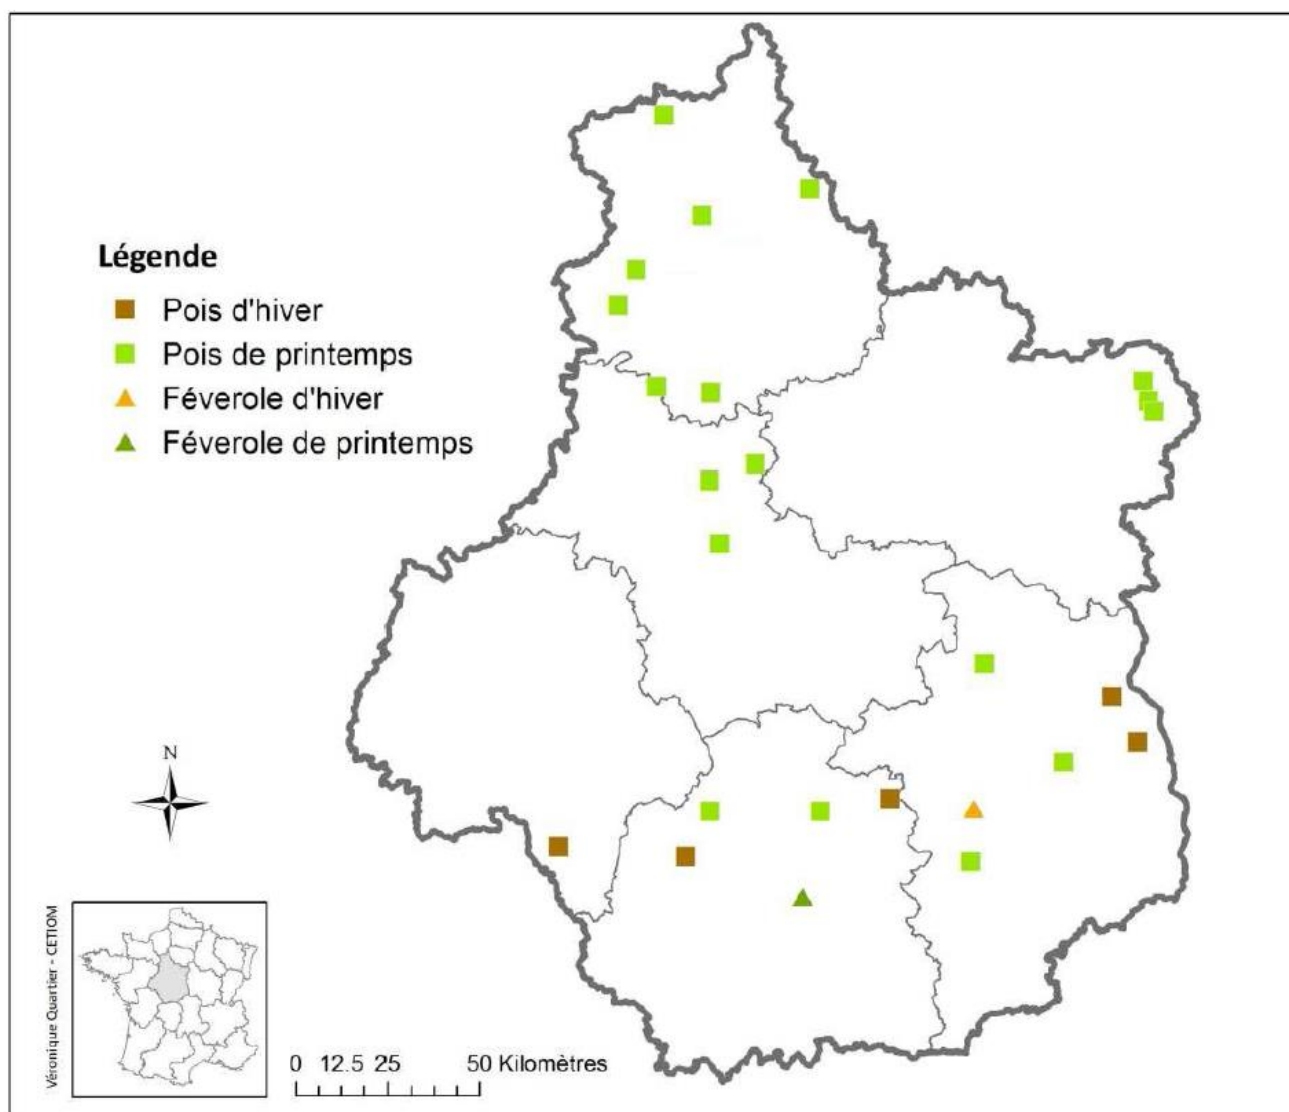 Légende
Pois d'hiver
Pois de printemps
Féverole d'hiver
Féverole de printemps
N
Véronique Quartier - CETIOM
0 12.5 25 50 Kilomètres